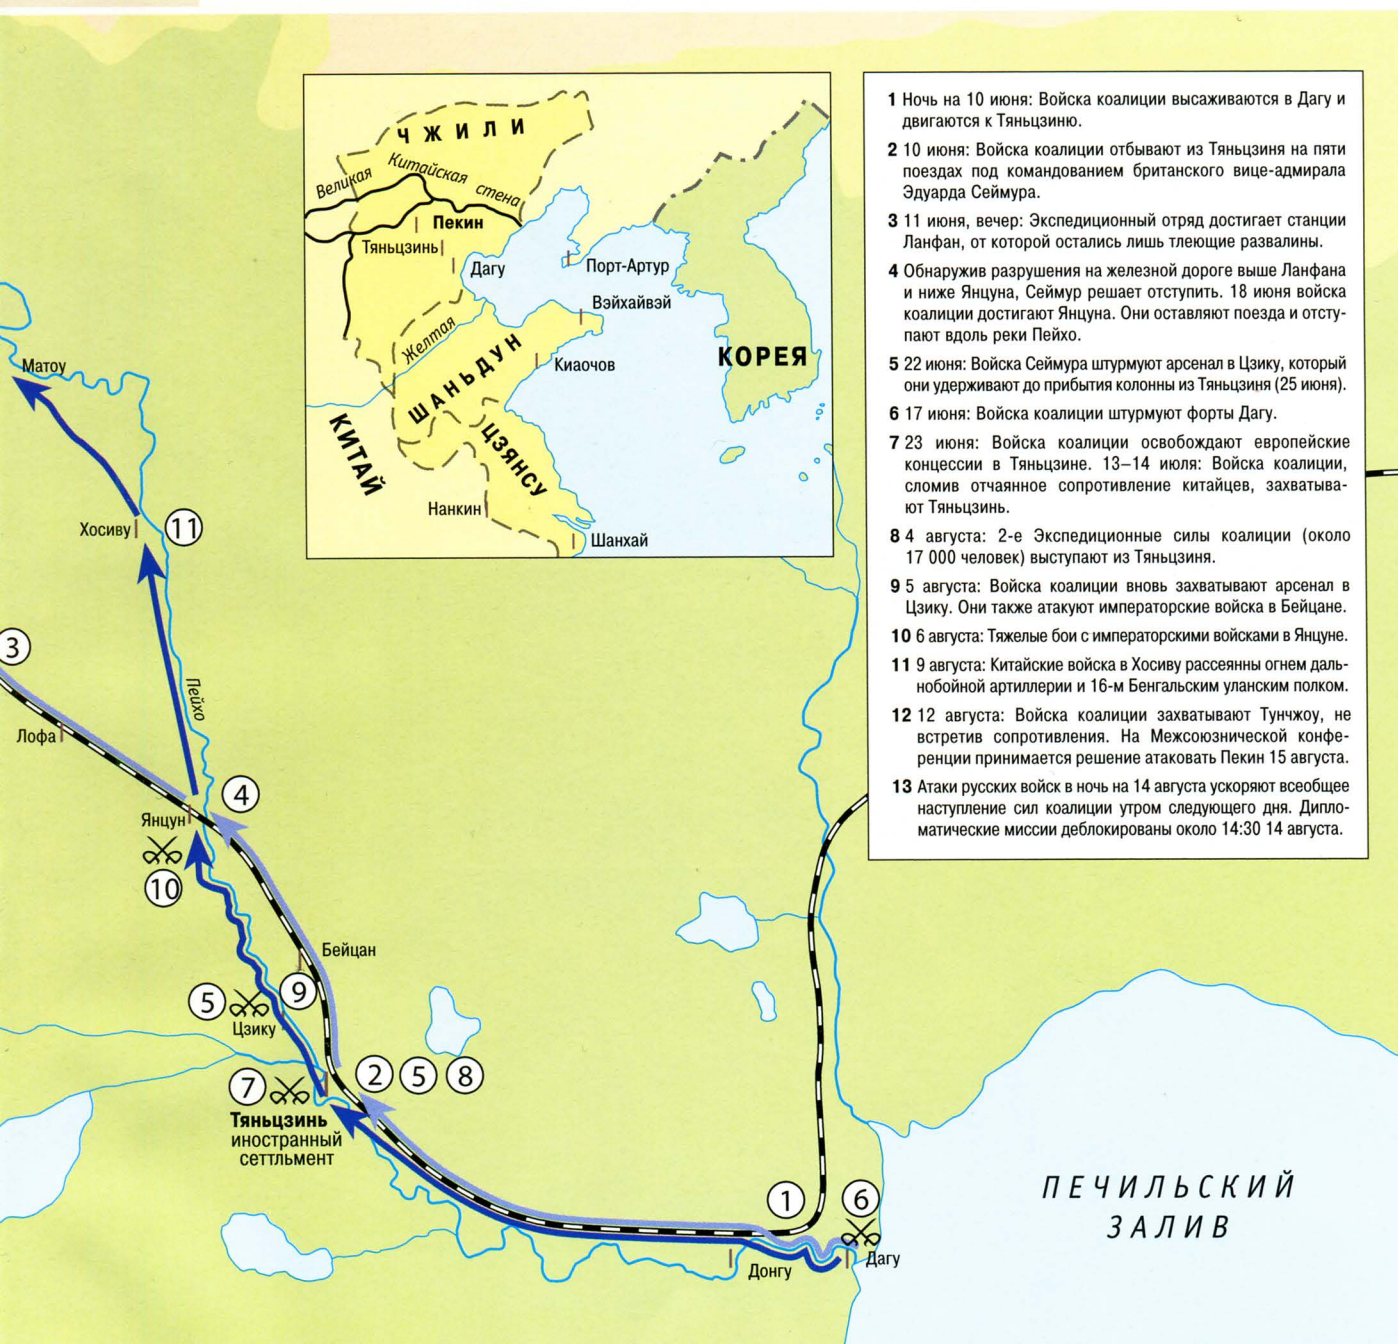 ЧЖИЛИ
Великая Китайская стена
Пекин
Тяньцзинь
Дагу
Порт-Артур
Вэйхайвэй
Желтая
ШАНЬДУН
Киаочов
КОРЕЯ
КИТАЙ
ЦЗЯНСУ
Нанкин
Шанхай
1 Ночь на 10 июня: Войска коалиции высаживаются в Дагу и
двигаются к Тяньцзиню.
2 10 июня: Войска коалиции отбывают из Тяньцзиня на пяти
поездах под командованием британского вице-адмирала
Эдуарда Сеймура.
3 11 июня, вечер: Экспедиционный отряд достигает станции
Ланфан, от которой остались лишь тлеющие развалины.
4 Обнаружив разрушения на железной дороге выше Ланфана
и ниже Янцуна, Сеймур решает отступить. 18 июня войска
коалиции достигают Янцуна. Они оставляют поезда и отсту-
пают вдоль реки Пейхо.
5 22 июня: Войска Сеймура штурмуют арсенал в Цзику, который
они удерживают до прибытия колонны из Тяньцзиня (25 июня).
6 17 июня: Войска коалиции штурмуют форты Дагу.
7 23 июня: Войска коалиции освобождают европейские
концессии в Тяньцзине. 13–14 июля: Войска коалиции,
сломив отчаянное сопротивление китайцев, захватыва-
ют Тяньцзинь.
8 4 августа: 2-е Экспедиционные силы коалиции (около
17 000 человек) выступают из Тяньцзиня.
9 5 августа: Войска коалиции вновь захватывают арсенал в
Цзику. Они также атакуют императорские войска в Бейцане.
10 6 августа: Тяжелые бои с императорскими войсками в Янцуне.
11 9 августа: Китайские войска в Хосиву рассеянны огнем даль-
нобойной артиллерии и 16-м Бенгальским уланским полком.
12 12 августа: Войска коалиции захватывают Тунчжоу, не
встретив сопротивления. На Межсоюзнической конфе-
ренции принимается решение атаковать Пекин 15 августа.
13 Атаки русских войск в ночь на 14 августа ускоряют всеобщее
наступление сил коалиции утром следующего дня. Дипло-
матические миссии деблокированы около 14:30 14 августа.
Матоу
Хосиву
11
3
Пейхо
Лофа
4
Янцун
10
Бейцан
9
5
Цзику
2 5 8
7
Тяньцзинь
иностранный
сеттльмент
1
6
Донгу
Дагу
ПЕЧИЛЬСКИЙ
ЗАЛИВ